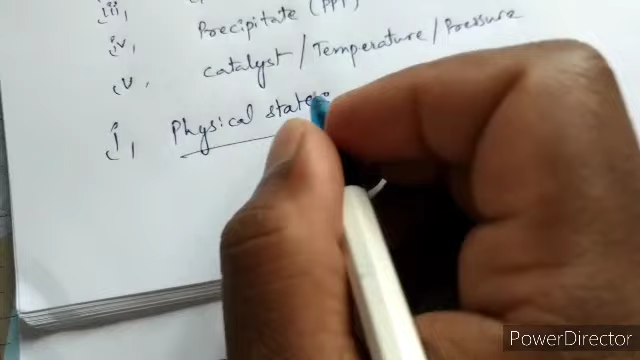 iii,
iv, Precipitate (PPT)
v, catalyst / Temperature / Pressure
i, Physical state
PowerDirector